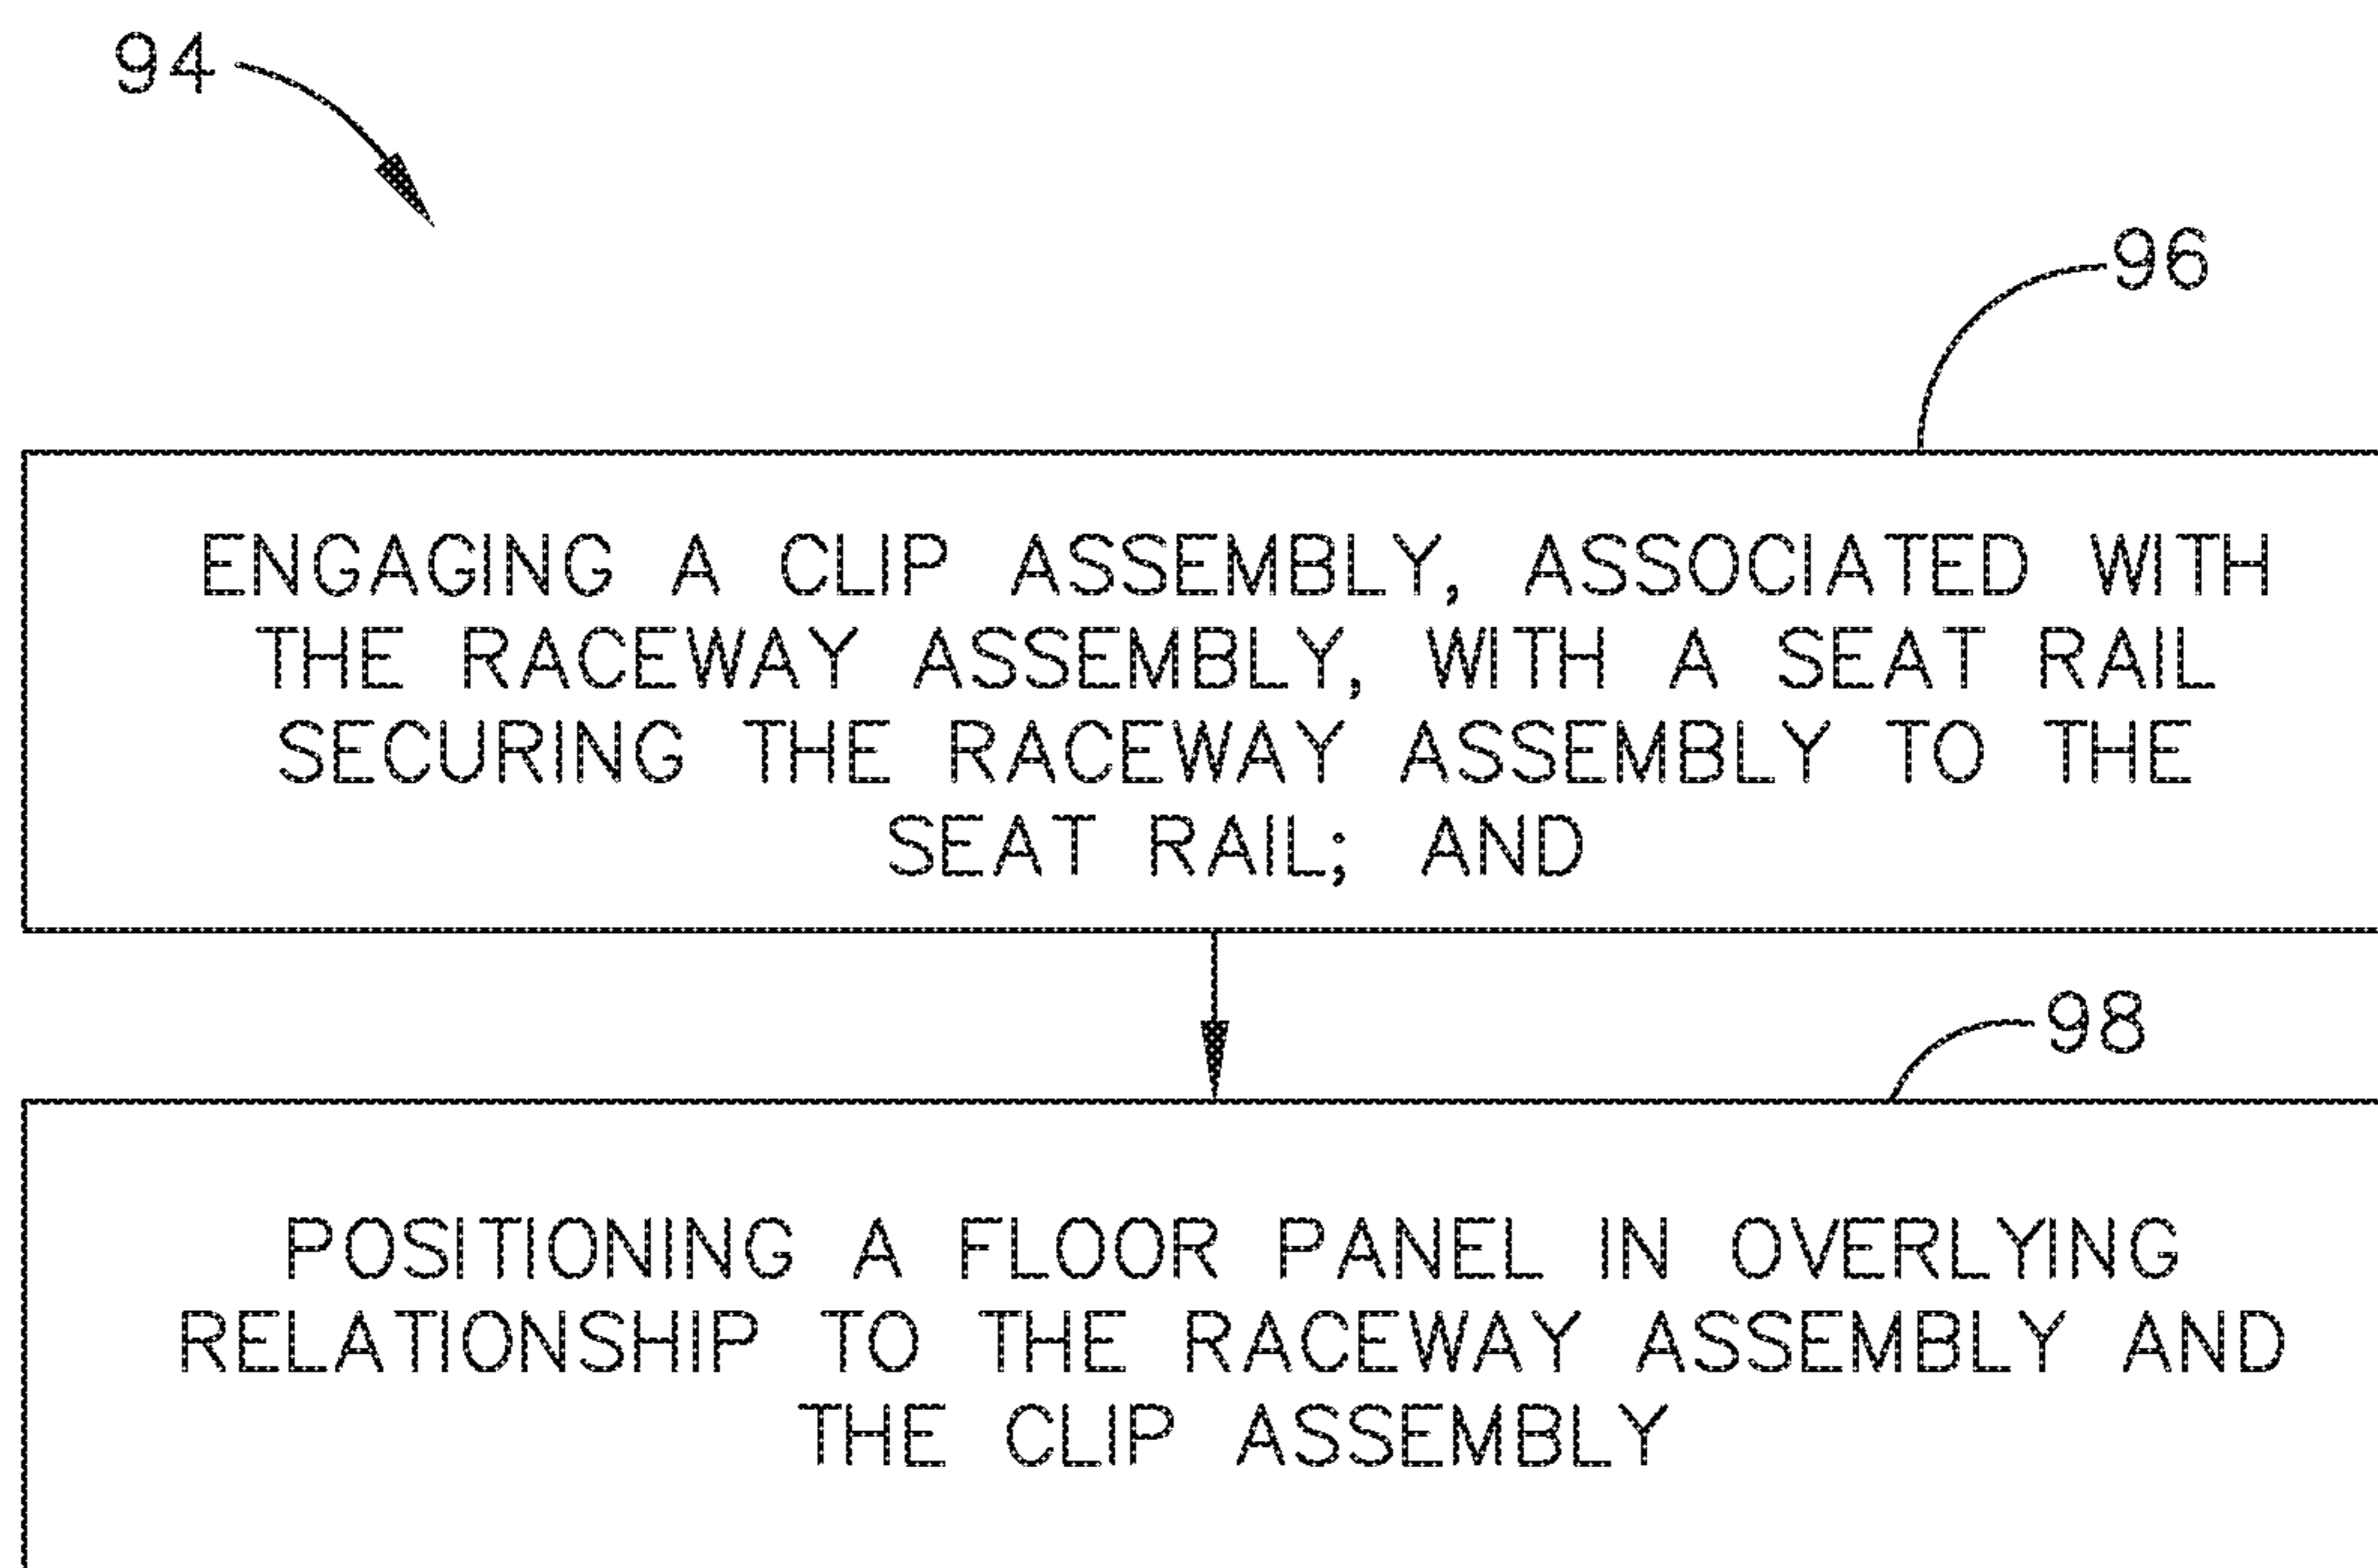 94
96
ENGAGING A CLIP ASSEMBLY, ASSOCIATED WITH
THE RACEWAY ASSEMBLY, WITH A SEAT RAIL
SECURING THE RACEWAY ASSEMBLY TO THE
SEAT RAIL; AND
98
POSITIONING A FLOOR PANEL IN OVERLYING
RELATIONSHIP TO THE RACEWAY ASSEMBLY AND
THE CLIP ASSEMBLY